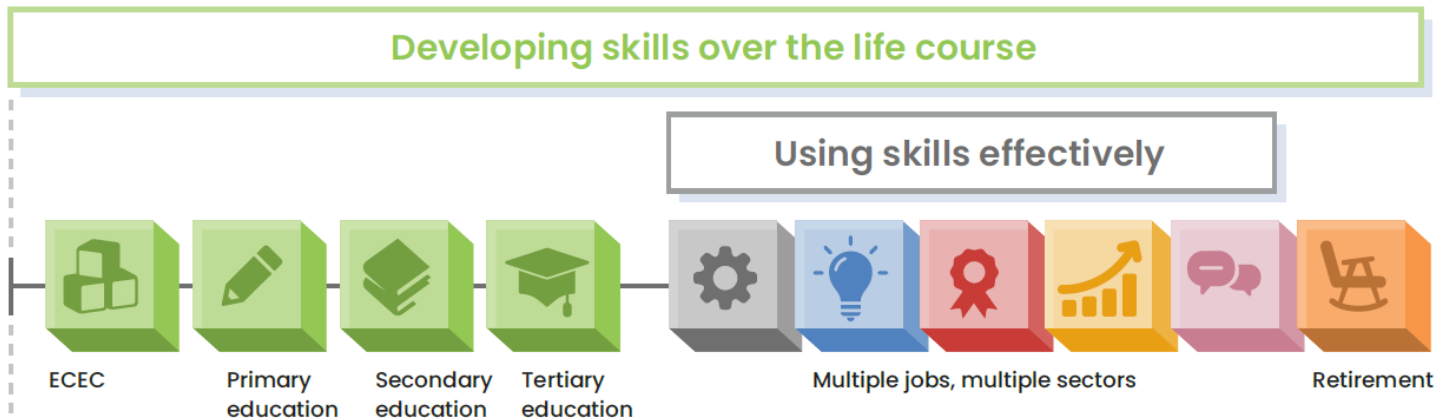 Developing skills over the life course
Using skills effectively
ECEC
Primary
education
Secondary
education
Tertiary
education
Multiple jobs, multiple sectors
Retirement